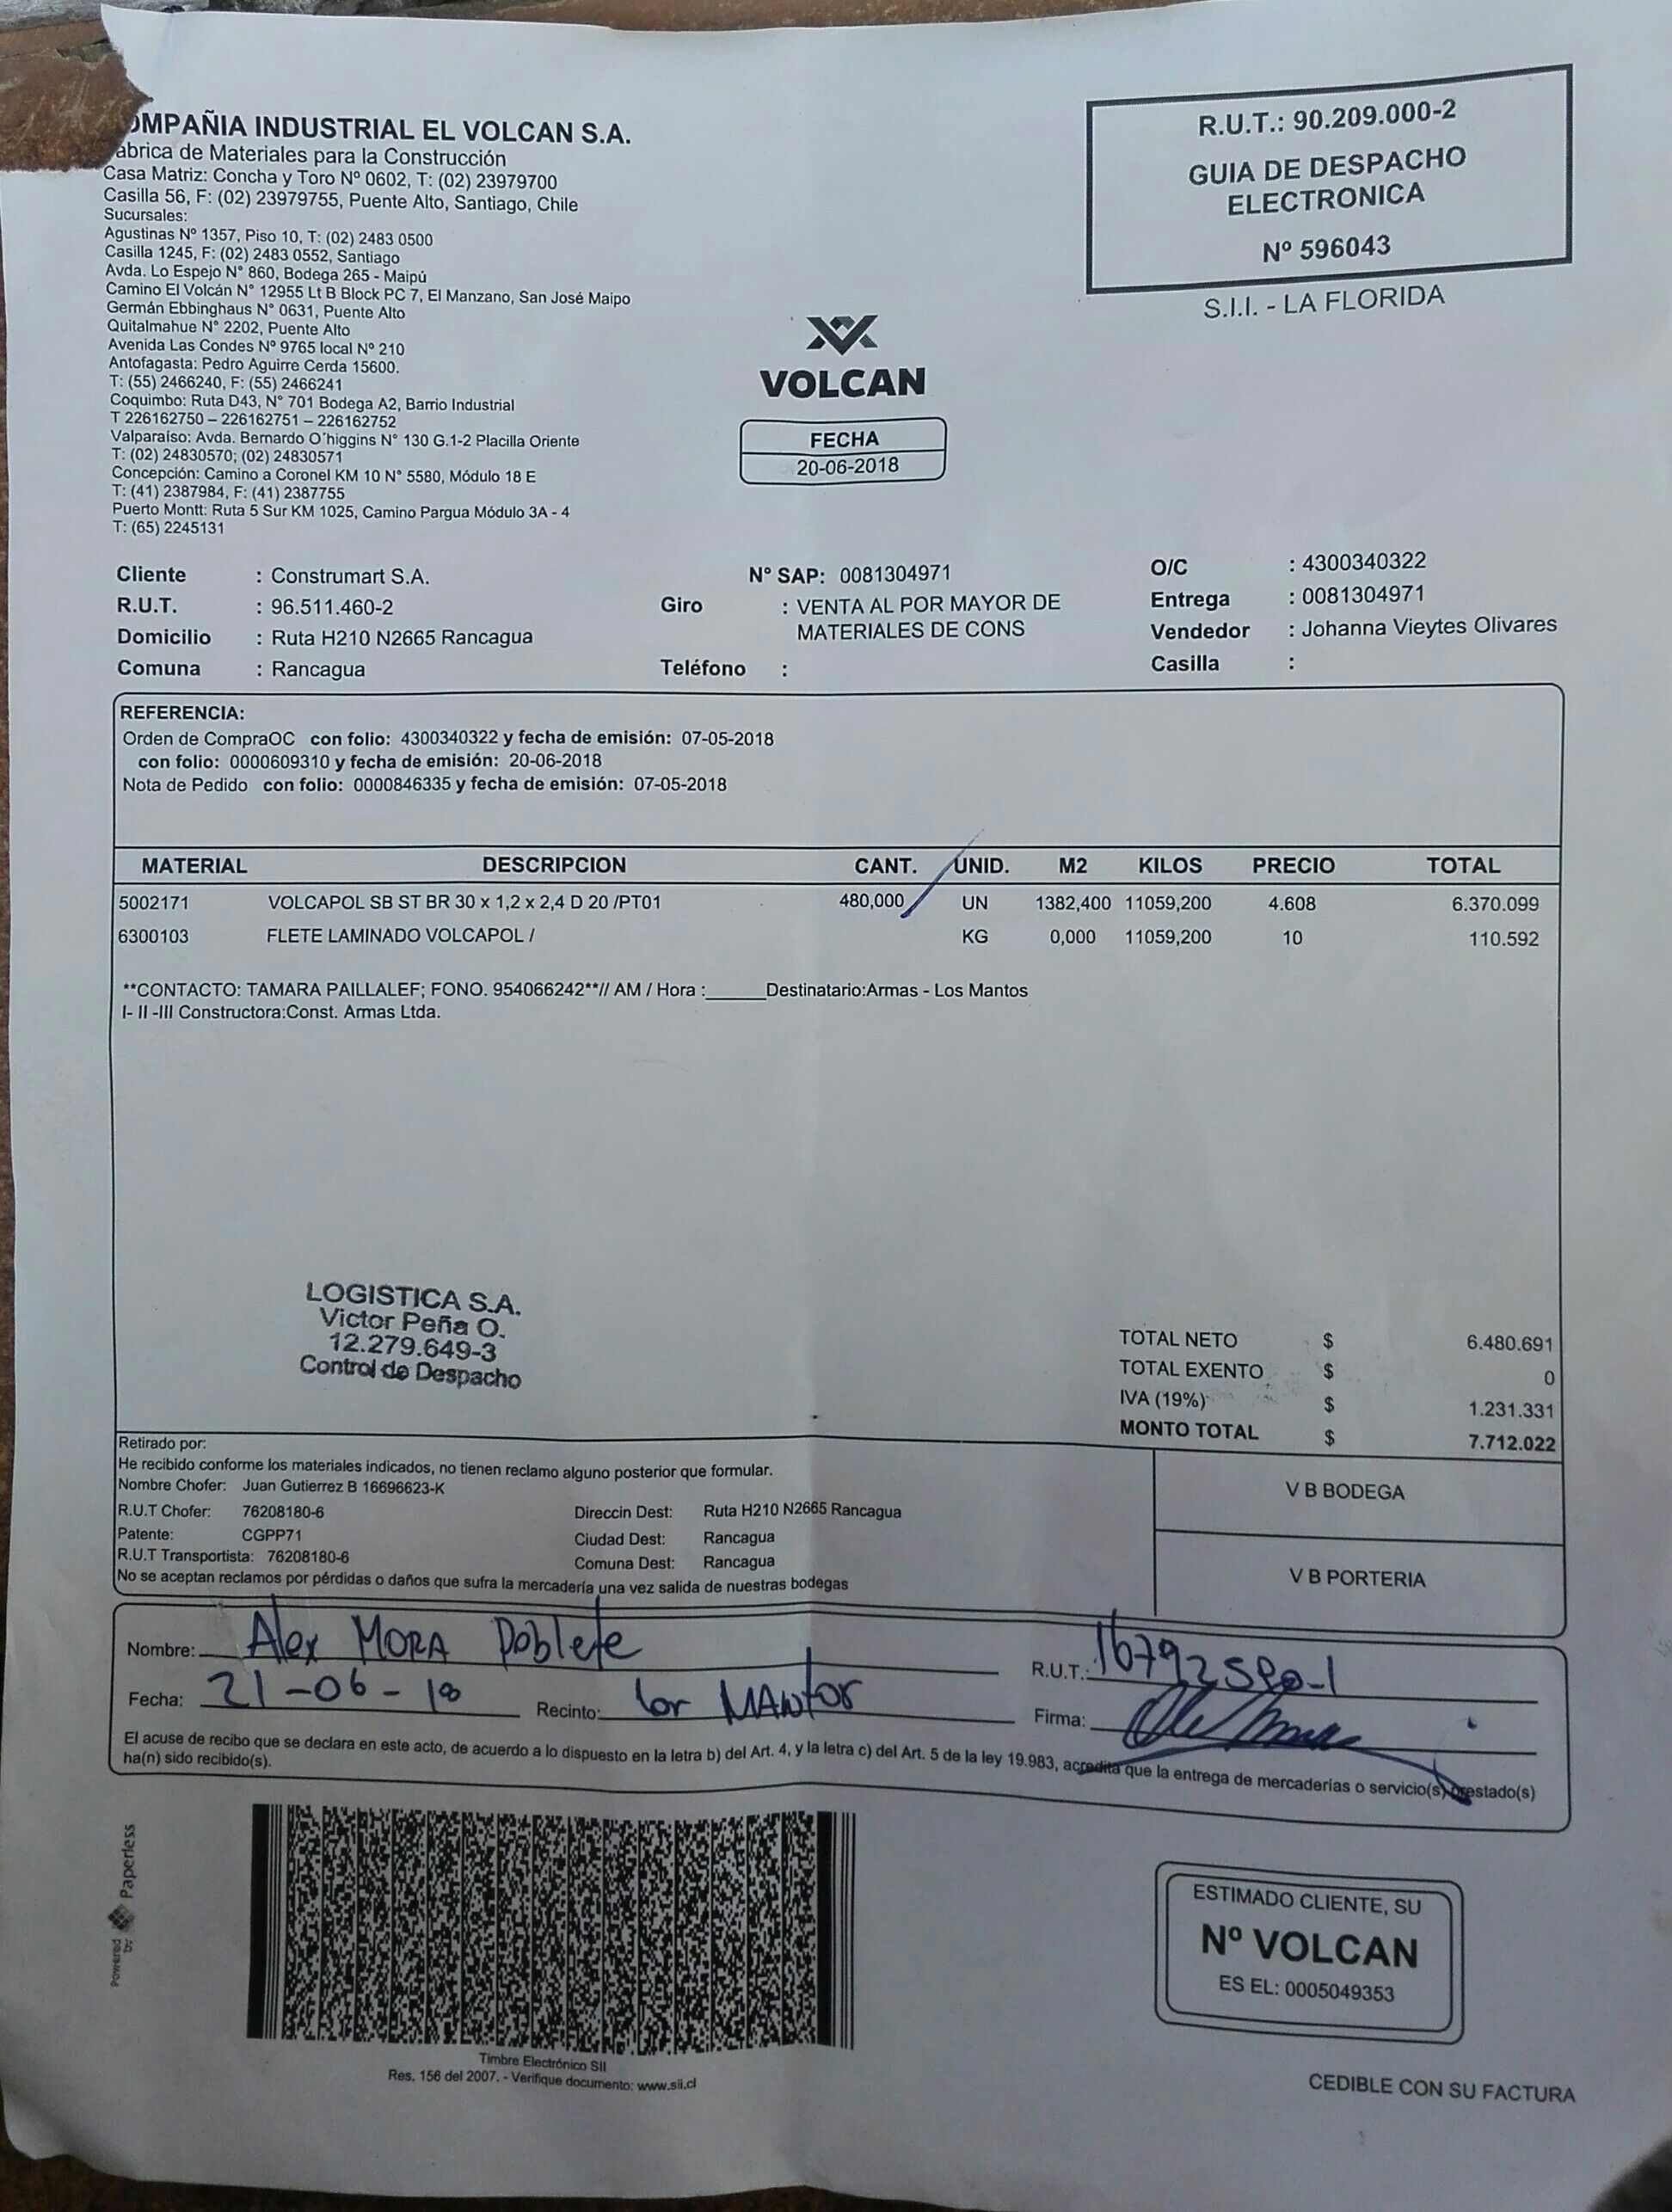 OMPAÑIA INDUSTRIAL EL VOLCAN S.A.
abrica de Materiales para la Construcción
Casa Matriz: Concha y Toro Nº 0602, T: (02) 23979700
Casilla 56, F: (02) 23979755, Puente Alto, Santiago, Chile
Sucursales:
Agustinas Nº 1357, Piso 10, T: (02) 2483 0500
Casilla 1245, F: (02) 2483 0552, Santiago
Avda. Lo Espejo N° 860, Bodega 265 - Maipú
Camino El Volcán N° 12955 Lt B Block PC 7, El Manzano, San José Maipo
Germán Ebbinghaus N° 0631, Puente Alto
Quitalmahue N° 2202, Puente Alto
Avenida Las Condes Nº 9765 local Nº 210
Antofagasta: Pedro Aguirre Cerda 15600.
T: (55) 2466240, F: (55) 2466241
Coquimbo: Ruta D43, N° 701 Bodega A2, Barrio Industrial
T 226162750 – 226162751 – 226162752
Valparaíso: Avda. Bernardo O´higgins N° 130 G.1-2 Placilla Oriente
T: (02) 24830570; (02) 24830571
Concepción: Camino a Coronel KM 10 N° 5580, Módulo 18 E
T: (41) 2387984, F: (41) 2387755
Puerto Montt: Ruta 5 Sur KM 1025, Camino Pargua Módulo 3A - 4
T: (65) 2245131
R.U.T.: 90.209.000-2
GUIA DE DESPACHO
ELECTRONICA
Nº 596043
S.I.I. - LA FLORIDA
VOLCAN
FECHA
20-06-2018
Cliente : Construmart S.A. N° SAP: 0081304971 O/C : 4300340322
R.U.T. : 96.511.460-2 Giro : VENTA AL POR MAYOR DE Entrega : 0081304971
Domicilio : Ruta H210 N2665 Rancagua MATERIALES DE CONS Vendedor : Johanna Vieytes Olivares
Comuna : Rancagua Teléfono : Casilla :
REFERENCIA:
Orden de CompraOC con folio: 4300340322 y fecha de emisión: 07-05-2018
con folio: 0000609310 y fecha de emisión: 20-06-2018
Nota de Pedido con folio: 0000846335 y fecha de emisión: 07-05-2018
MATERIAL DESCRIPCION CANT. UNID. M2 KILOS PRECIO TOTAL
5002171 VOLCAPOL SB ST BR 30 x 1,2 x 2,4 D 20 /PT01 480,000 UN 1382,400 11059,200 4.608 6.370.099
6300103 FLETE LAMINADO VOLCAPOL / KG 0,000 11059,200 10 110.592
**CONTACTO: TAMARA PAILLALEF; FONO. 954066242**// AM / Hora :______Destinatario:Armas - Los Mantos
I- II -III Constructora:Const. Armas Ltda.
LOGISTICA S.A.
Victor Peña O.
12.279.649-3
Control de Despacho
TOTAL NETO $ 6.480.691
TOTAL EXENTO $ 0
IVA (19%) $ 1.231.331
MONTO TOTAL $ 7.712.022
Retirado por:
He recibido conforme los materiales indicados, no tienen reclamo alguno posterior que formular.
Nombre Chofer: Juan Gutierrez B 16696623-K
R.U.T Chofer: 76208180-6 Direccin Dest: Ruta H210 N2665 Rancagua
Patente: CGPP71 Ciudad Dest: Rancagua
R.U.T Transportista: 76208180-6 Comuna Dest: Rancagua
No se aceptan reclamos por pérdidas o daños que sufra la mercadería una vez salida de nuestras bodegas
V B BODEGA
V B PORTERIA
Nombre: Alex MORA Poblete R.U.T.:
Fecha: 21-06-18 Recinto: Lor MANtor Firma:
El acuse de recibo que se declara en este acto, de acuerdo a lo dispuesto en la letra b) del Art. 4, y la letra c) del Art. 5 de la ley 19.983, acredita que la entrega de mercaderías o servicio(s) prestado(s)
ha(n) sido recibido(s).
Powered by Paperless
Timbre Electrónico SII
Res. 156 del 2007. - Verifique documento: www.sii.cl
ESTIMADO CLIENTE, SU
Nº VOLCAN
ES EL: 0005049353
CEDIBLE CON SU FACTURA